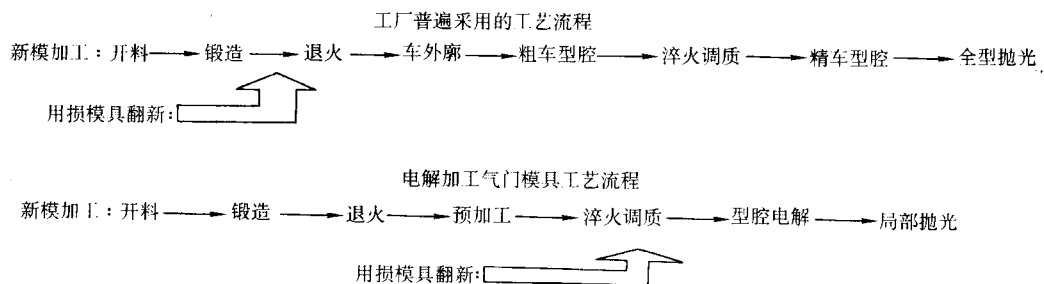 工厂普遍采用的工艺流程
新模加工：开料 锻造 退火 车外廓 粗车型腔 淬火调质 精车型腔 全型抛光
用损模具翻新：
电解加工气门模具工艺流程
新模加工：开料 锻造 退火 预加工 淬火调质 型腔电解 局部抛光
用损模具翻新：